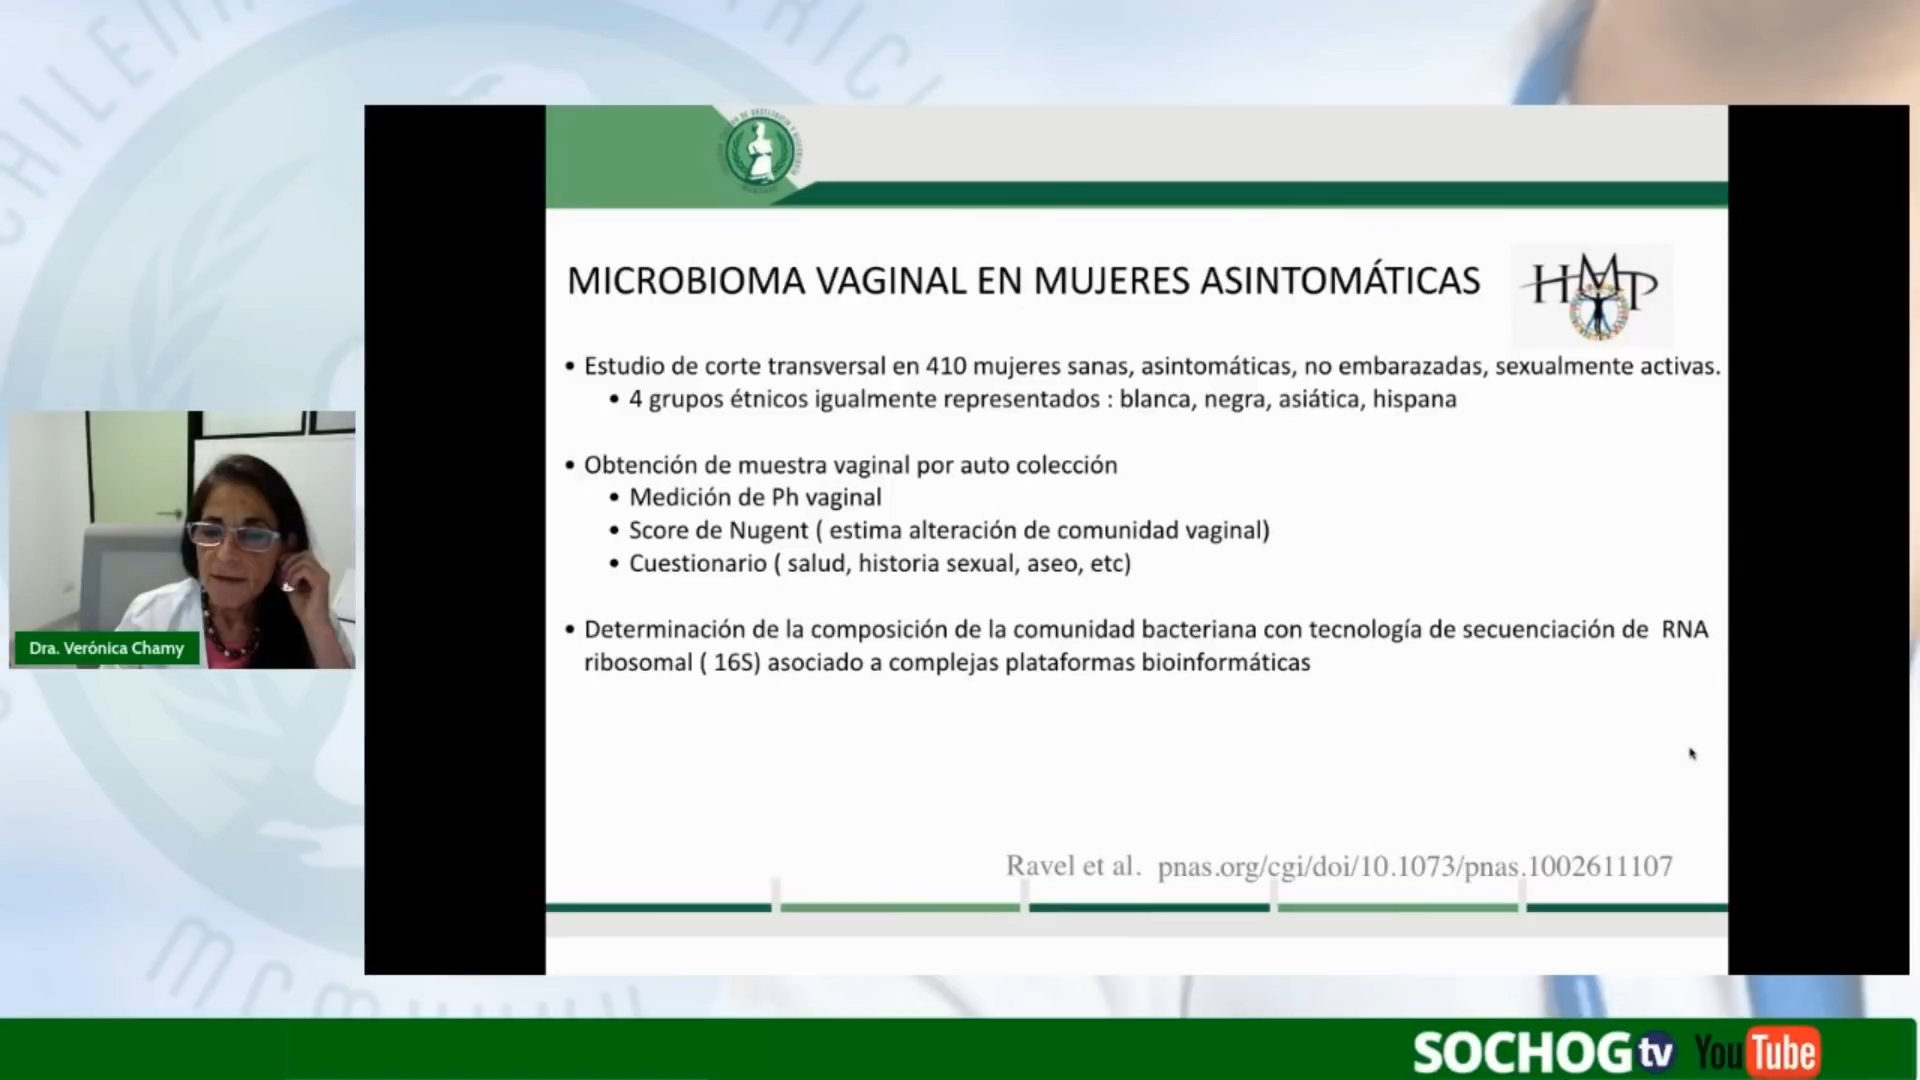 MICROBIOMA VAGINAL EN MUJERES ASINTOMÁTICAS
HMP
• Estudio de corte transversal en 410 mujeres sanas, asintomáticas, no embarazadas, sexualmente activas.
• 4 grupos étnicos igualmente representados : blanca, negra, asiática, hispana
• Obtención de muestra vaginal por auto colección
• Medición de Ph vaginal
• Score de Nugent ( estima alteración de comunidad vaginal)
• Cuestionario ( salud, historia sexual, aseo, etc)
• Determinación de la composición de la comunidad bacteriana con tecnología de secuenciación de RNA
ribosomal ( 16S) asociado a complejas plataformas bioinformáticas
Ravel et al. pnas.org/cgi/doi/10.1073/pnas.1002611107
Dra. Verónica Chamy
SOCHOG tv YouTube